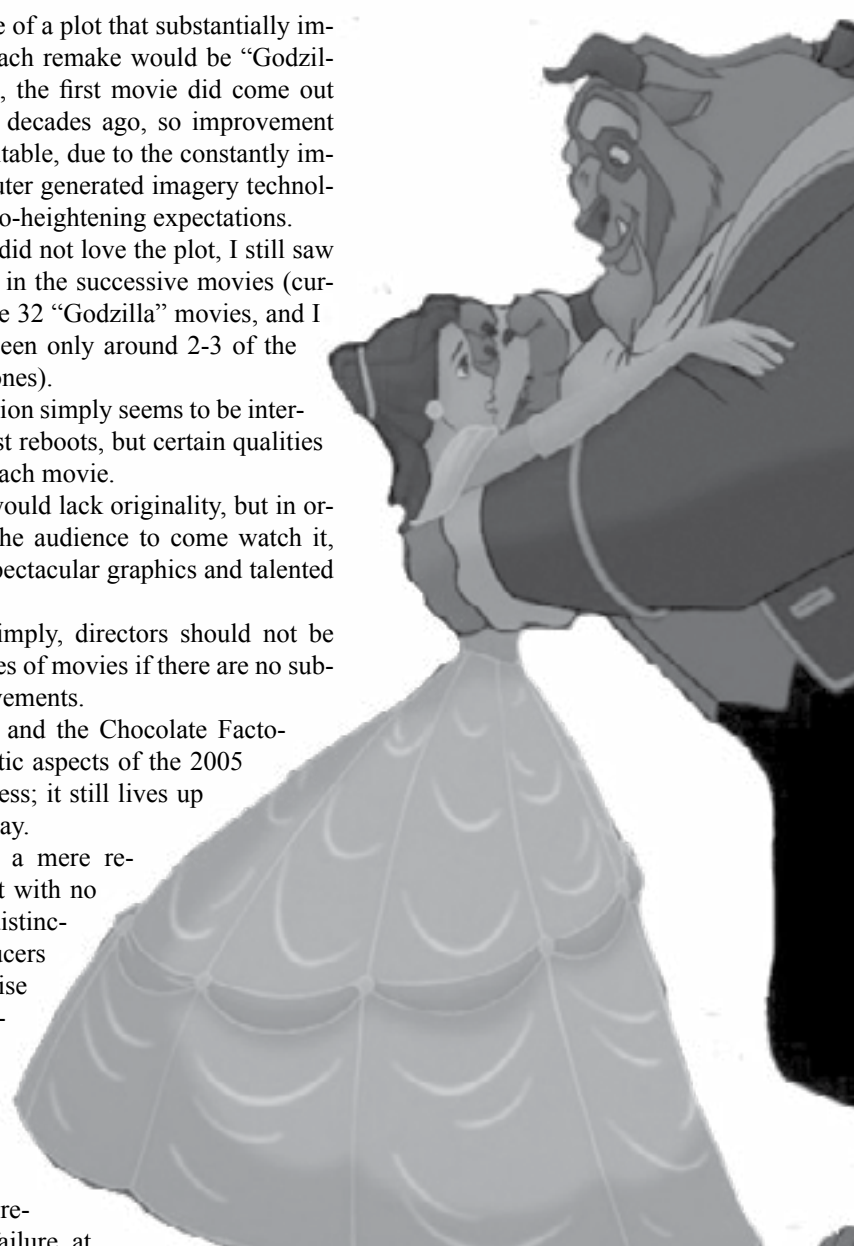 e of a plot that substantially im-
ach remake would be “Godzil-
, the first movie did come out
decades ago, so improvement
itable, due to the constantly im-
uter generated imagery technol-
o-heightening expectations.
did not love the plot, I still saw
in the successive movies (cur-
e 32 “Godzilla” movies, and I
een only around 2-3 of the
ones).
ion simply seems to be inter-
st reboots, but certain qualities
ach movie.
would lack originality, but in or-
he audience to come watch it,
pectacular graphics and talented
imply, directors should not be
es of movies if there are no sub-
vements.
and the Chocolate Facto-
tic aspects of the 2005
ess; it still lives up
ay.
a mere re-
t with no
istinc-
ucers
ise
-
re-
ailure at